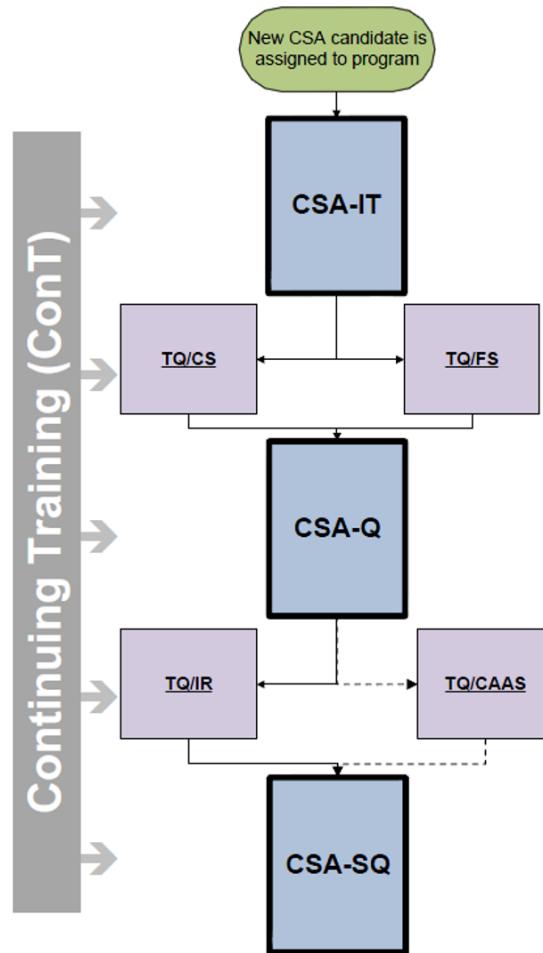 New CSA candidate is
assigned to program
CSA-IT
Continuing Training (ConT)
TQ/CS
TQ/FS
CSA-Q
TQ/IR
TQ/CAAS
CSA-SQ